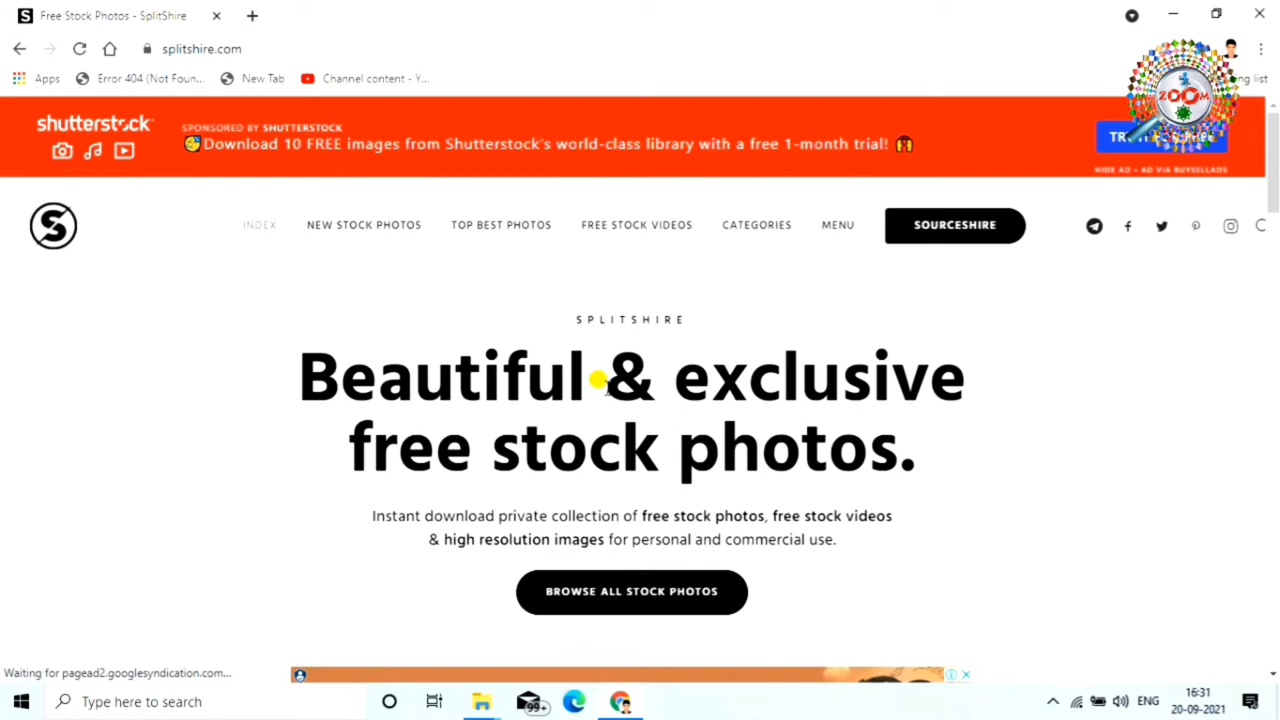 Free Stock Photos - SplitShire
splitshire.com
Apps
Error 404 (Not Foun...
New Tab
Channel content - Y...
ng list
ZOOM
shutterstock
SPONSORED BY SHUTTERSTOCK
Download 10 FREE images from Shutterstock's world-class library with a free 1-month trial!
HIDE AD • AD VIA BUYSELLADS
INDEX
NEW STOCK PHOTOS
TOP BEST PHOTOS
FREE STOCK VIDEOS
CATEGORIES
MENU
SOURCESHIRE
SPLITSHIRE
Beautiful & exclusive
free stock photos.
Instant download private collection of free stock photos, free stock videos
& high resolution images for personal and commercial use.
BROWSE ALL STOCK PHOTOS
Waiting for pagead2.googlesyndication.com...
Type here to search
99+
ENG
16:31
20-09-2021